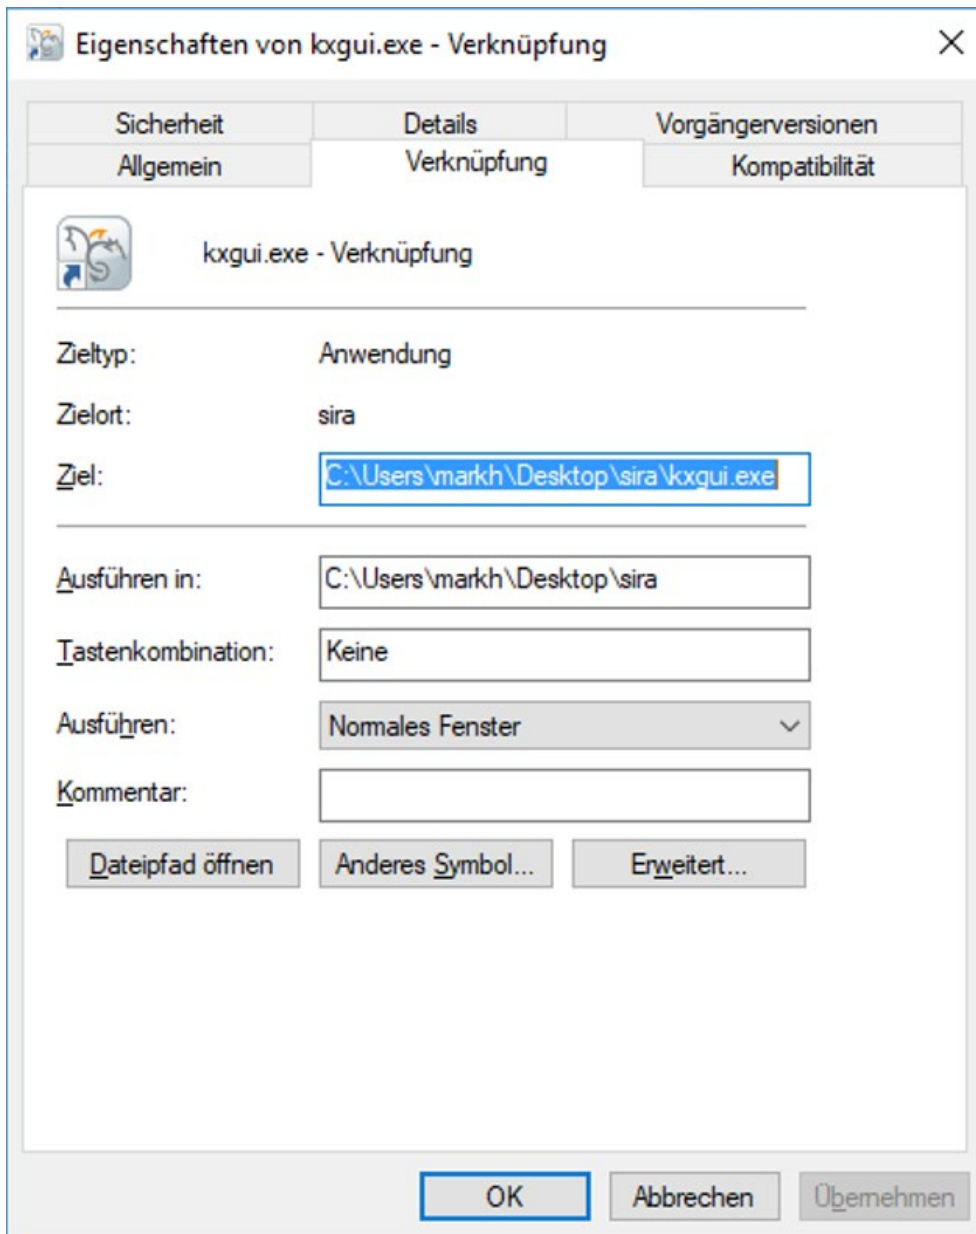 Eigenschaften von kxgui.exe - Verknüpfung
Sicherheit Details Vorgängerversionen
Allgemein Verknüpfung Kompatibilität
kxgui.exe - Verknüpfung
Zieltyp: Anwendung
Zielort: sira
Ziel: C:\Users\markh\Desktop\sira\kxgui.exe
Ausführen in: C:\Users\markh\Desktop\sira
Tastenkombination: Keine
Ausführen: Normales Fenster
Kommentar:
Dateipfad öffnen Anderes Symbol... Erweitert...
OK Abbrechen Übernehmen